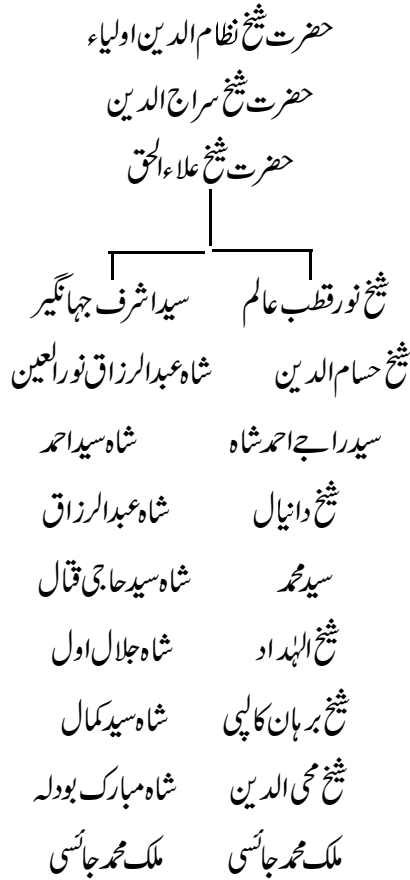 حضرت شیخ نظام الدین اولیاء
حضرت شیخ سراج الدین
حضرت شیخ علاء الحق
شیخ نور قطب عالم سید اشرف جہانگیر
شیخ حسام الدین شاہ عبدالرزاق نورالعین
سید راجے احمد شاہ شاہ سید احمد
شیخ دانیال شاہ عبدالرزاق
سید محمد شاہ سید حاجی قتال
شیخ الہٰداد شاہ جلال اول
شیخ برہان کالپی شاہ سید کمال
شیخ محی الدین شاہ مبارک بودلہ
ملک محمد جائسی ملک محمد جائسی